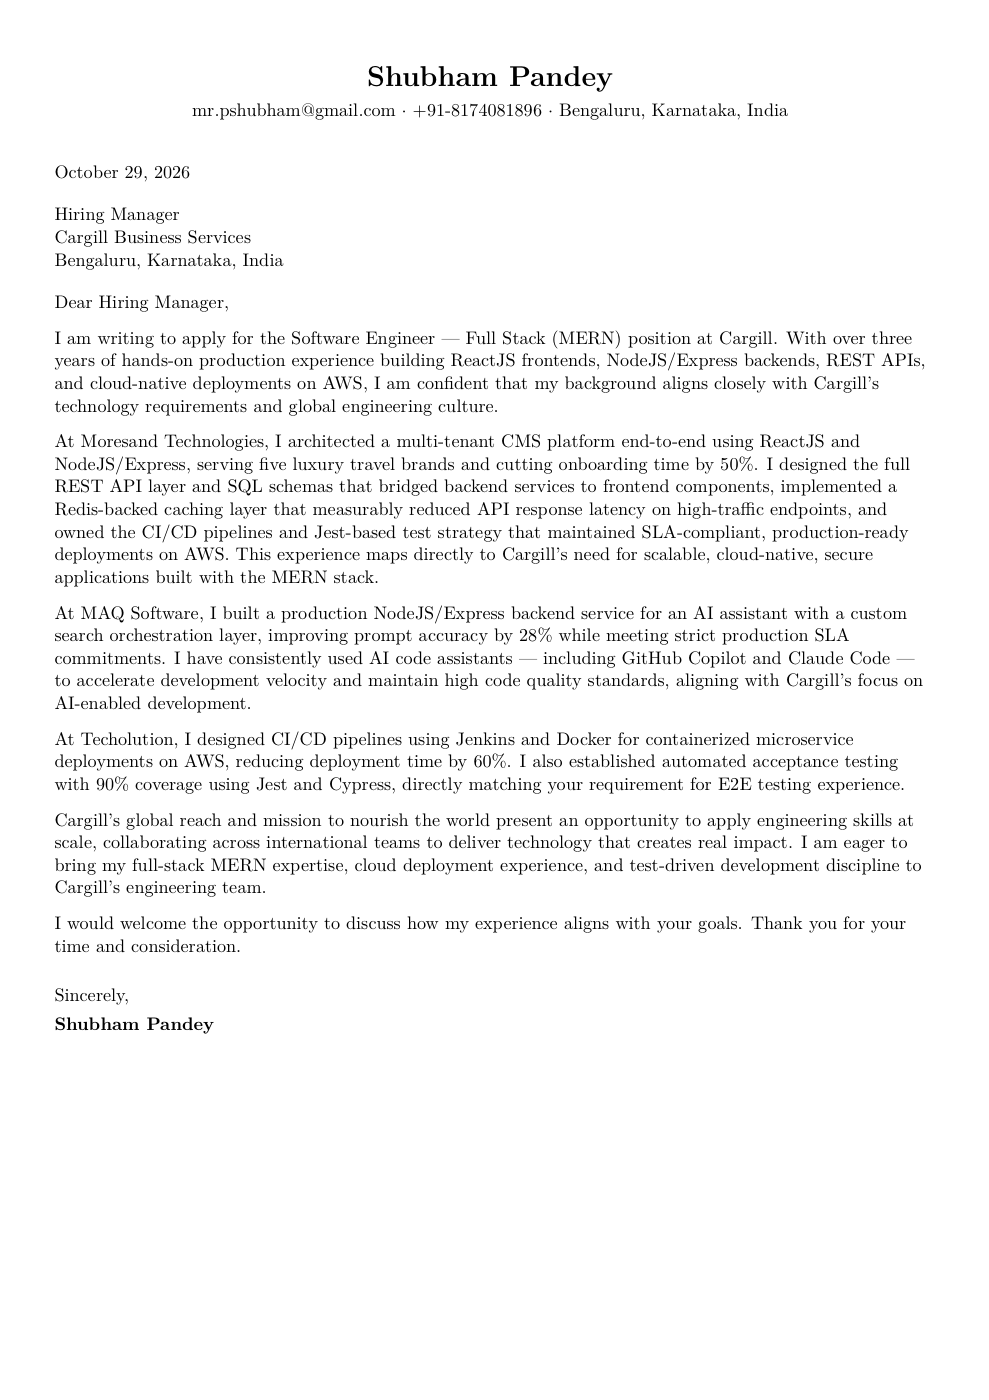 Shubham Pandey
mr.pshubham@gmail.com · +91-8174081896 · Bengaluru, Karnataka, India
October 29, 2026
Hiring Manager
Cargill Business Services
Bengaluru, Karnataka, India
Dear Hiring Manager,
I am writing to apply for the Software Engineer — Full Stack (MERN) position at Cargill. With over three
years of hands-on production experience building ReactJS frontends, NodeJS/Express backends, REST APIs,
and cloud-native deployments on AWS, I am confident that my background aligns closely with Cargill's
technology requirements and global engineering culture.
At Moresand Technologies, I architected a multi-tenant CMS platform end-to-end using ReactJS and
NodeJS/Express, serving five luxury travel brands and cutting onboarding time by 50%. I designed the full
REST API layer and SQL schemas that bridged backend services to frontend components, implemented a
Redis-backed caching layer that measurably reduced API response latency on high-traffic endpoints, and
owned the CI/CD pipelines and Jest-based test strategy that maintained SLA-compliant, production-ready
deployments on AWS. This experience maps directly to Cargill's need for scalable, cloud-native, secure
applications built with the MERN stack.
At MAQ Software, I built a production NodeJS/Express backend service for an AI assistant with a custom
search orchestration layer, improving prompt accuracy by 28% while meeting strict production SLA
commitments. I have consistently used AI code assistants — including GitHub Copilot and Claude Code —
to accelerate development velocity and maintain high code quality standards, aligning with Cargill's focus on
AI-enabled development.
At Techolution, I designed CI/CD pipelines using Jenkins and Docker for containerized microservice
deployments on AWS, reducing deployment time by 60%. I also established automated acceptance testing
with 90% coverage using Jest and Cypress, directly matching your requirement for E2E testing experience.
Cargill's global reach and mission to nourish the world present an opportunity to apply engineering skills at
scale, collaborating across international teams to deliver technology that creates real impact. I am eager to
bring my full-stack MERN expertise, cloud deployment experience, and test-driven development discipline to
Cargill's engineering team.
I would welcome the opportunity to discuss how my experience aligns with your goals. Thank you for your
time and consideration.
Sincerely,
Shubham Pandey